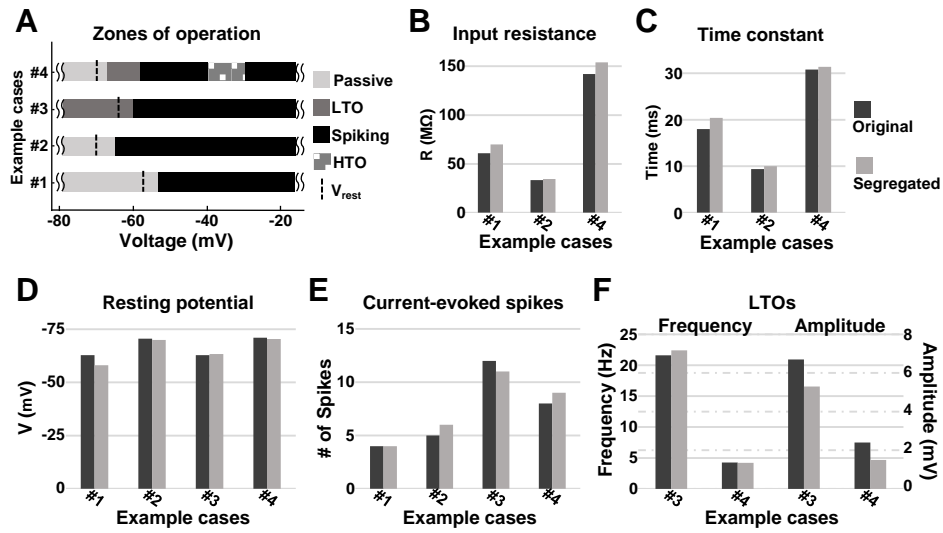 A
Zones of operation
Example cases
#4
#3
#2
#1
-80
-60
-40
-20
Voltage (mV)
Passive
LTO
Spiking
HTO
Vrest
B
Input resistance
R (MΩ)
150
100
50
0
#1
#2
#4
Example cases
C
Time constant
Time (ms)
30
20
10
0
#1
#2
#4
Example cases
Original
Segregated
D
Resting potential
V (mV)
-75
-50
-25
0
#1
#2
#3
#4
Example cases
E
Current-evoked spikes
# of Spikes
15
10
5
0
#1
#2
#3
#4
Example cases
F
LTOs
Frequency
Amplitude
Frequency (Hz)
25
20
15
10
5
0
8
6
4
2
0
Amplitude (mV)
#3
#4
#3
#4
Example cases